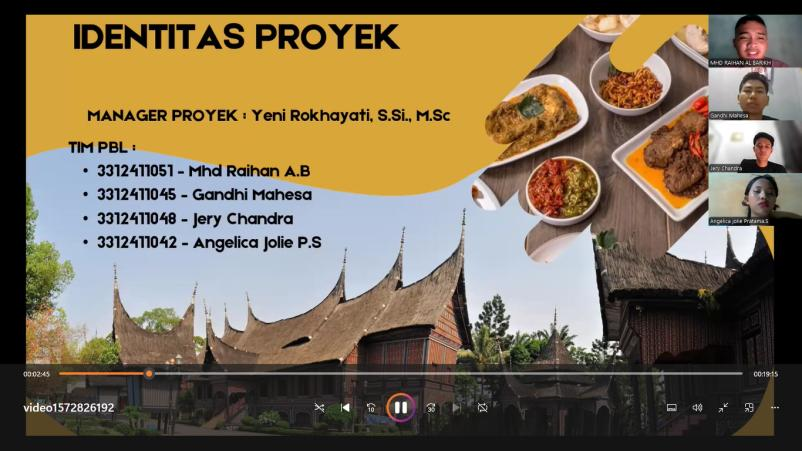 IDENTITAS PROYEK
MANAGER PROYEK : Yeni Rokhayati, S.Si., M.Sc
TIM PBL :
• 3312411051 - Mhd Raihan A.B
• 3312411045 - Gandhi Mahesa
• 3312411048 - Jery Chandra
• 3312411042 - Angelica Jolie P.S
MHD RAIHAN AL BARIKH
Gandhi Mahesa
Jery Chandra
Angelica Jolie Pratama.S
00:02:45
00:19:15
video1572826192
10
30